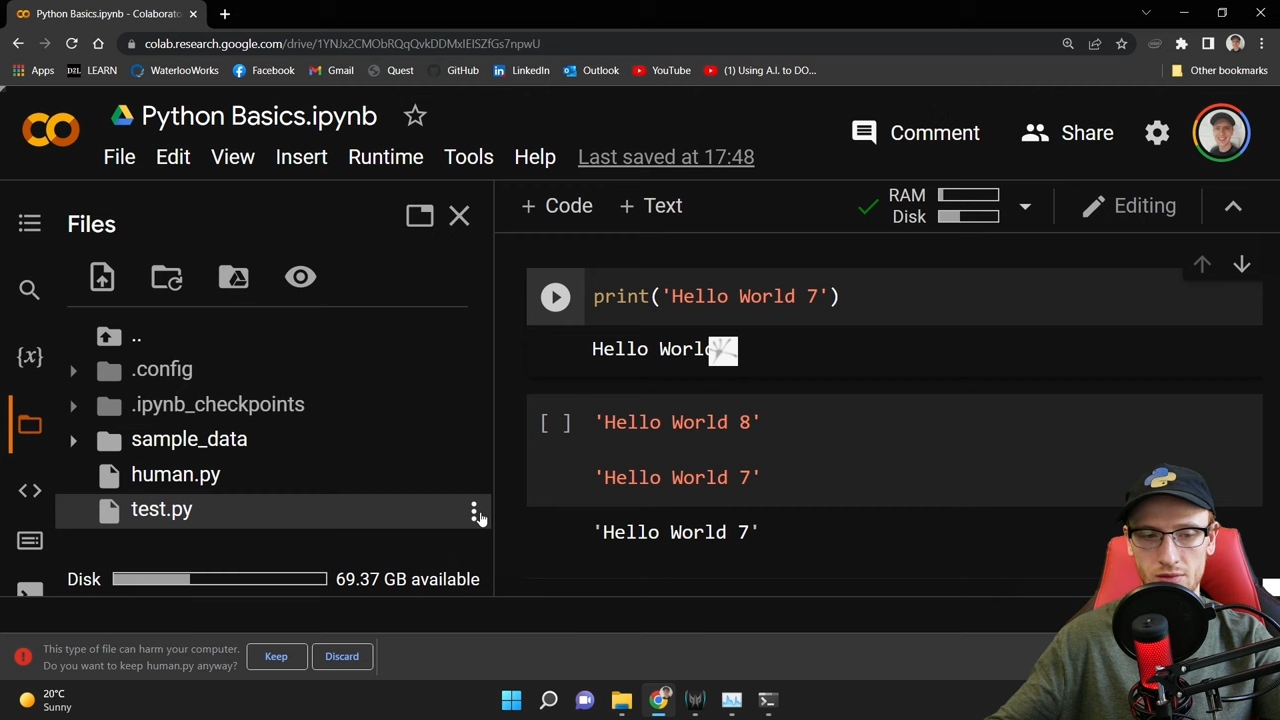 Python Basics.ipynb - Colaborato
colab.research.google.com/drive/1YNJx2CMObRQqQvkDDMxlEISZfGs7npwU
Apps
LEARN
WaterlooWorks
Facebook
Gmail
Quest
GitHub
LinkedIn
Outlook
YouTube
(1) Using A.I. to DO...
Other bookmarks
Python Basics.ipynb
Comment
Share
File Edit View Insert Runtime Tools Help Last saved at 17:48
Files
+ Code
+ Text
RAM
Disk
Editing
..
.config
.ipynb_checkpoints
sample_data
human.py
test.py
Disk
69.37 GB available
{x}
<>
print('Hello World 7')
Hello World
[ ] 'Hello World 8'
'Hello World 7'
'Hello World 7'
This type of file can harm your computer.
Do you want to keep human.py anyway?
Keep
Discard
20°C
Sunny